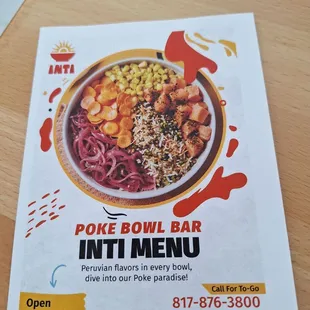 INTI
POKE BOWL BAR
INTI MENU
Peruvian flavors in every bowl,
dive into our Poke paradise!
Call For To-Go
Open
817-876-3800